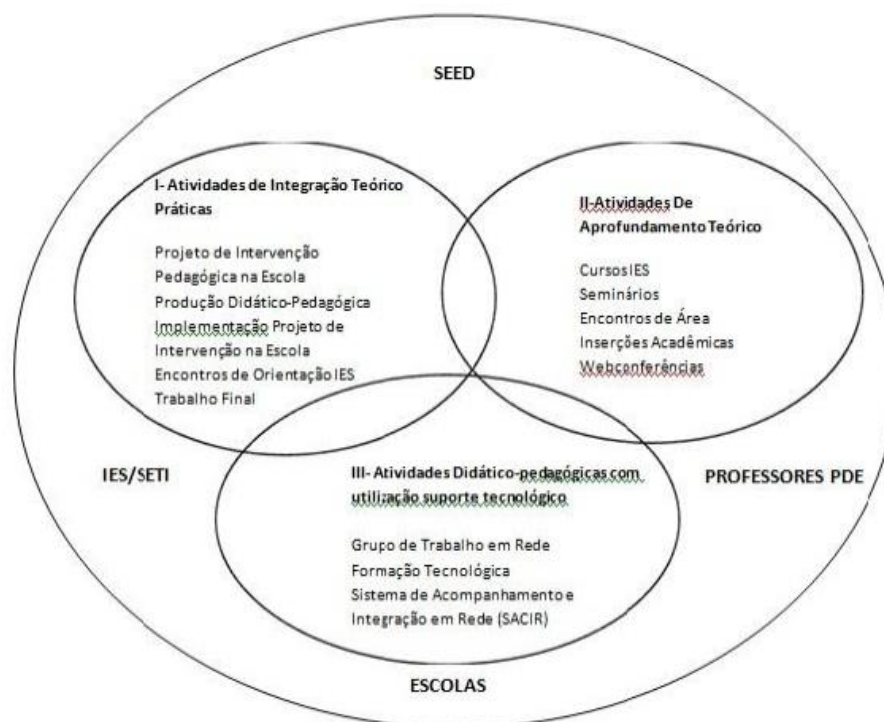 SEED
I- Atividades de Integração Teórico
Práticas
Projeto de Intervenção
Pedagógica na Escola
Produção Didático-Pedagógica
Implementação Projeto de
Intervenção na Escola
Encontros de Orientação IES
Trabalho Final
II-Atividades De
Aprofundamento Teórico
Cursos IES
Seminários
Encontros de Área
Inserções Acadêmicas
Webconferências
IES/SETI
PROFESSORES PDE
III- Atividades Didático-pedagógicas com
utilização suporte tecnológico
Grupo de Trabalho em Rede
Formação Tecnológica
Sistema de Acompanhamento e
Integração em Rede (SACIR)
ESCOLAS